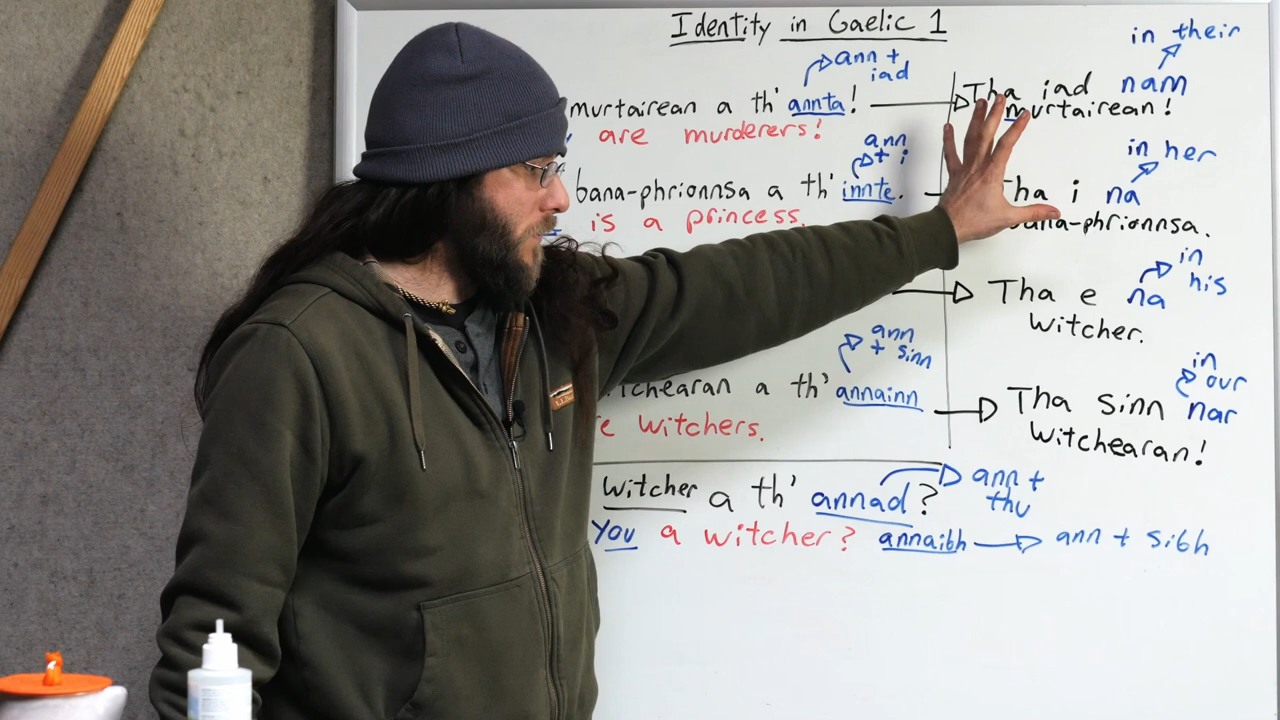 Identity in Gaelic 1
ann +
iad
murtairean a th' annta!
are murderers!
in their
Tha iad nam
murtairean!
ann
+ i
bana-phrionnsa a th' innte.
is a princess.
in her
Tha i na
bana-phrionnsa.
in
his
Tha e na
Witcher.
ann
+ sinn
tchearan a th' annainn
e witchers.
in
our
Tha sinn nar
Witchearan!
Witcher a th' annad?
ann +
thu
you a witcher? annaibh
ann + sibh